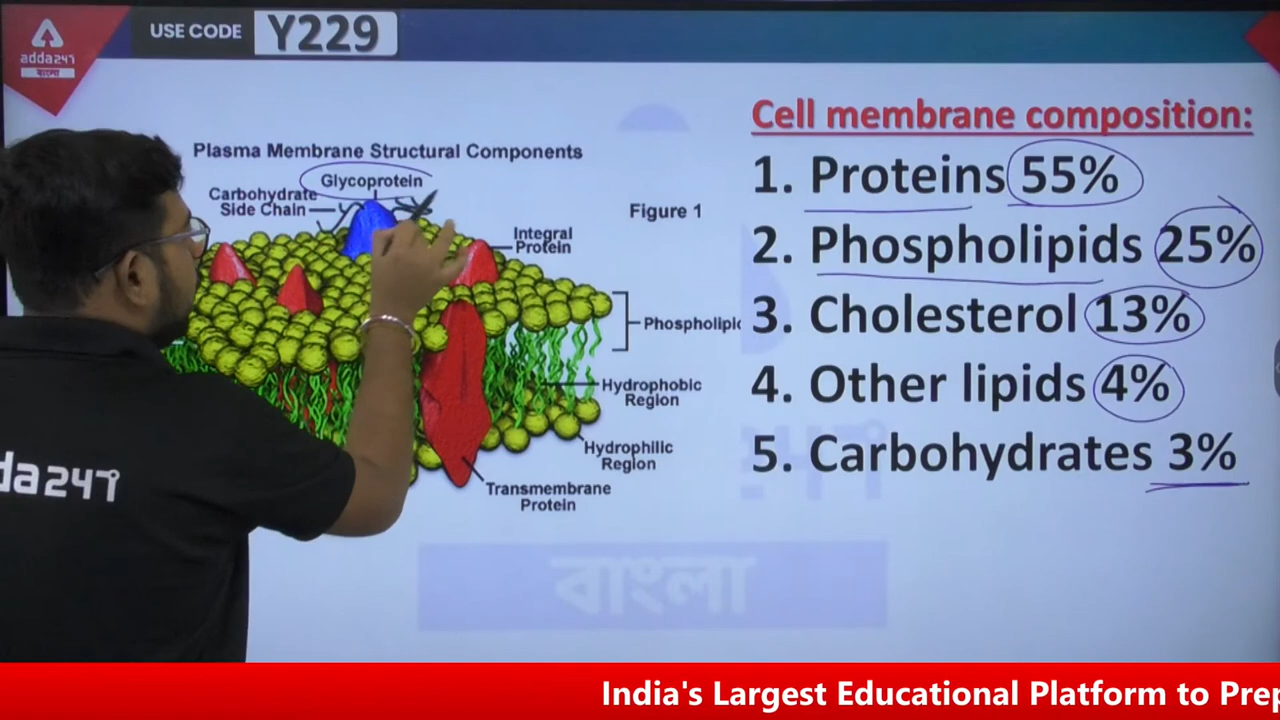 adda247
বাংলা
USE CODE Y229
Cell membrane composition:
1. Proteins 55%
2. Phospholipids 25%
3. Cholesterol 13%
4. Other lipids 4%
5. Carbohydrates 3%
Plasma Membrane Structural Components
Glycoprotein
Carbohydrate
Side Chain
Figure 1
Integral
Protein
Hydrophobic
Region
Hydrophilic
Region
Transmembrane
Protein
da247
বাংলা
India's Largest Educational Platform to Prep